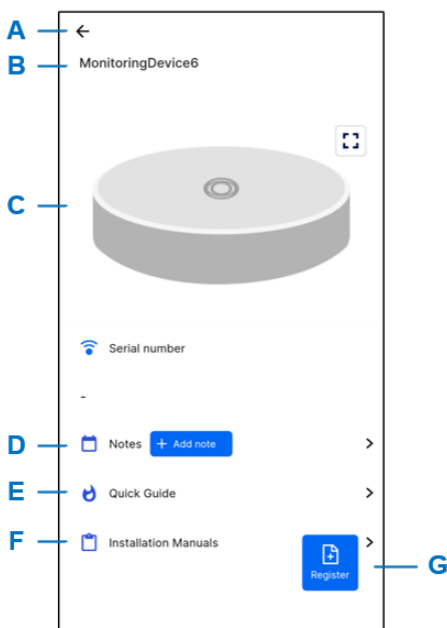 A
B MonitoringDevice6
C
Serial number
-
D Notes + Add note
E Quick Guide
F Installation Manuals
G
Register